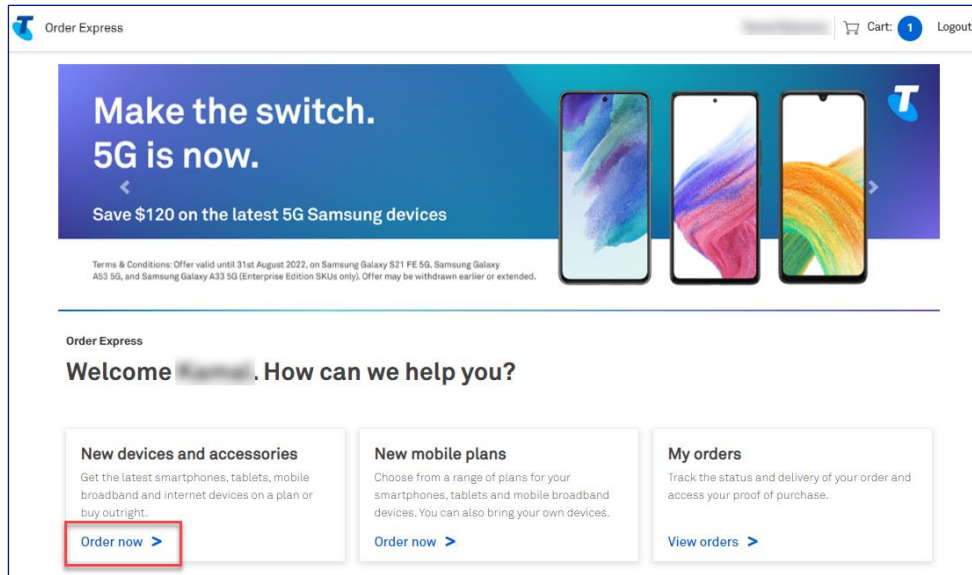 Order Express
Cart: 1
Logout
Make the switch.
5G is now.
Save $120 on the latest 5G Samsung devices
Terms & Conditions: Offer valid until 31st August 2022, on Samsung Galaxy S21 FE 5G, Samsung Galaxy
A53 5G, and Samsung Galaxy A33 5G (Enterprise Edition SKUs only). Offer may be withdrawn earlier or extended.
Order Express
Welcome . How can we help you?
New devices and accessories
Get the latest smartphones, tablets, mobile
broadband and internet devices on a plan or
buy outright.
Order now >
New mobile plans
Choose from a range of plans for your
smartphones, tablets and mobile broadband
devices. You can also bring your own devices.
Order now >
My orders
Track the status and delivery of your order and
access your proof of purchase.
View orders >